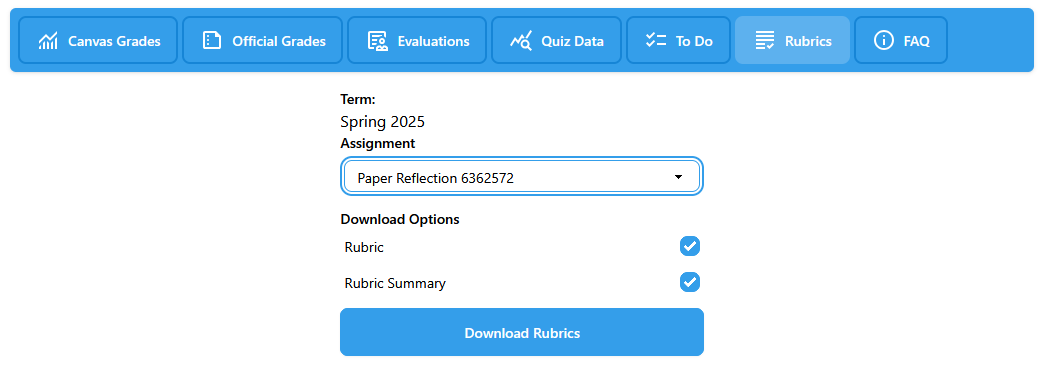 Canvas Grades Official Grades Evaluations Quiz Data To Do Rubrics FAQ
Term:
Spring 2025
Assignment
Paper Reflection 6362572
Download Options
Rubric
Rubric Summary
Download Rubrics